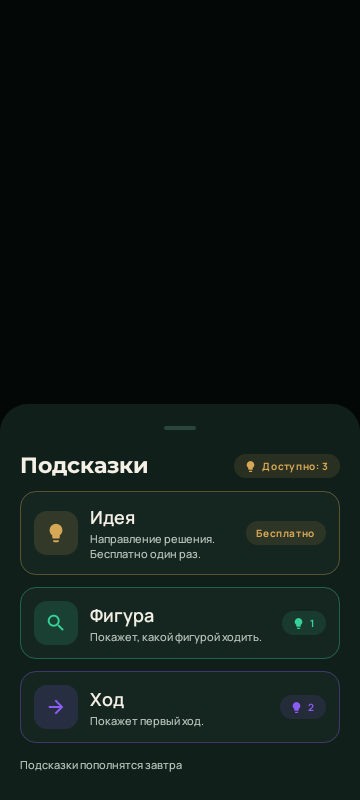 Подсказки
Доступно: 3
Идея
Направление решения.
Бесплатно один раз.
Бесплатно
Фигура
Покажет, какой фигурой ходить.
1
Ход
Покажет первый ход.
2
Подсказки пополнятся завтра